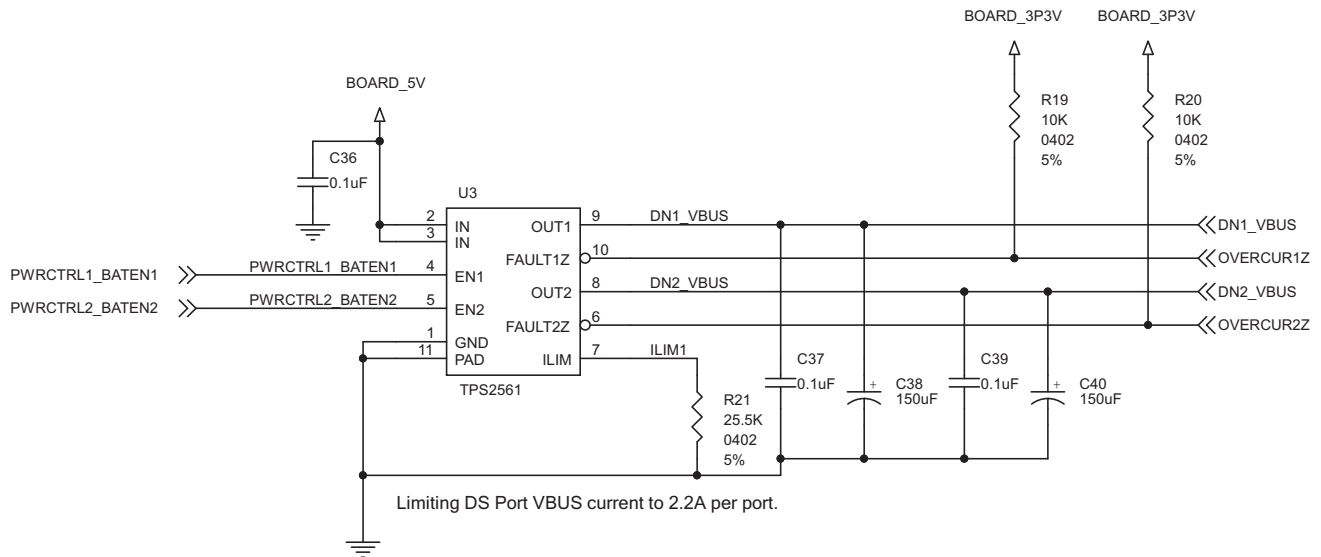 BOARD_3P3V
BOARD_3P3V
BOARD_5V
R19
10K
0402
5%
R20
10K
0402
5%
C36
0.1uF
U3
2
IN
3
IN
4
EN1
5
EN2
1
GND
11
PAD
OUT1
9
FAULT1Z
10
OUT2
8
FAULT2Z
6
ILIM
7
TPS2561
PWRCTRL1_BATEN1
PWRCTRL1_BATEN1
PWRCTRL2_BATEN2
PWRCTRL2_BATEN2
DN1_VBUS
DN1_VBUS
OVERCUR1Z
DN2_VBUS
DN2_VBUS
OVERCUR2Z
ILIM1
R21
25.5K
0402
5%
C37
0.1uF
+
C38
150uF
C39
0.1uF
+
C40
150uF
Limiting DS Port VBUS current to 2.2A per port.